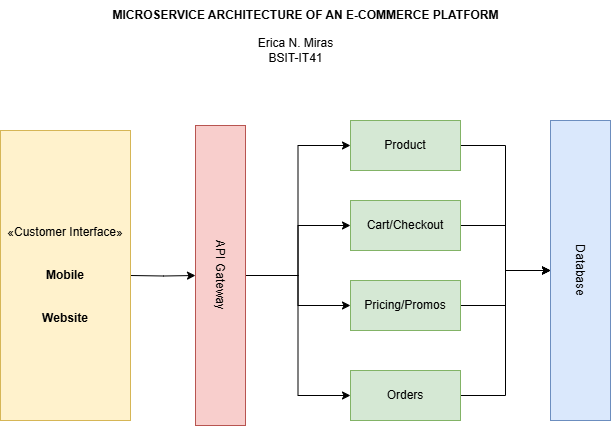 MICROSERVICE ARCHITECTURE OF AN E-COMMERCE PLATFORM
Erica N. Miras
BSIT-IT41
«Customer Interface»
Mobile
Website
API Gateway
Product
Cart/Checkout
Pricing/Promos
Orders
Database